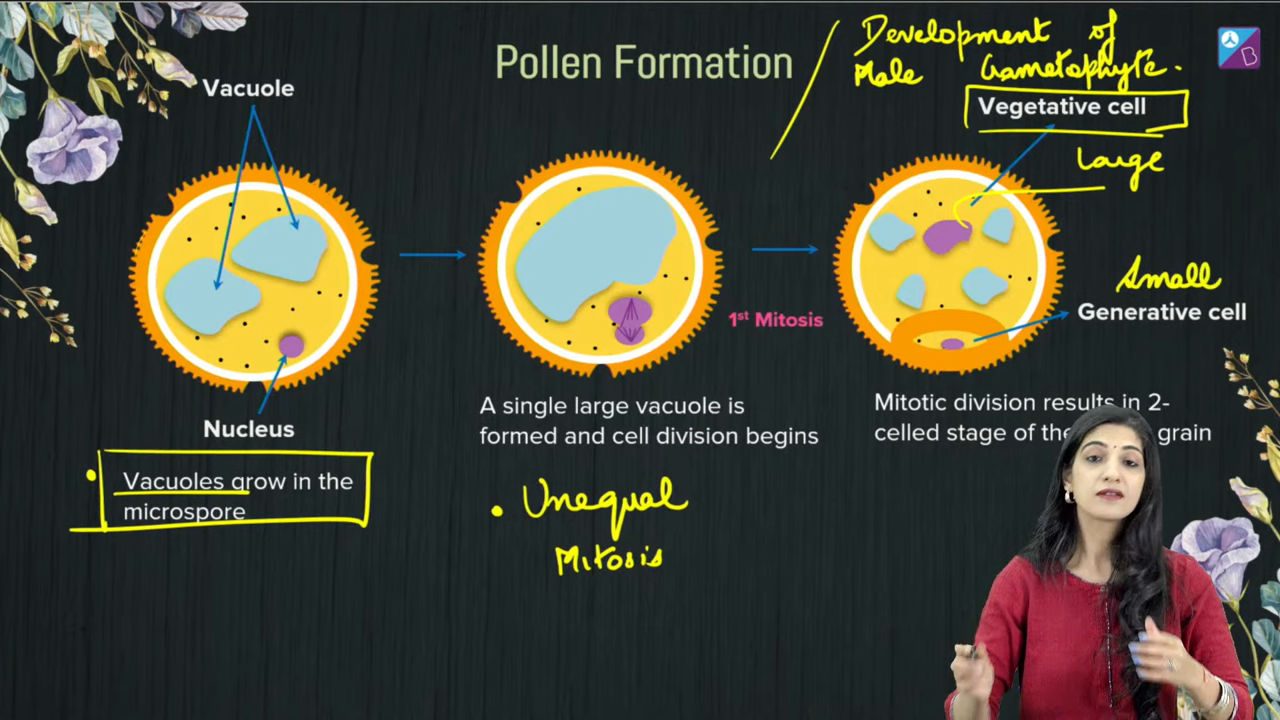 Pollen Formation
Development of
Male Gametophyte.
Vacuole
Vegetative cell
Large
Small
Generative cell
1st Mitosis
Nucleus
Vacuoles grow in the
microspore
A single large vacuole is
formed and cell division begins
Mitotic division results in 2-
celled stage of the grain
• Unequal
Mitosis
B